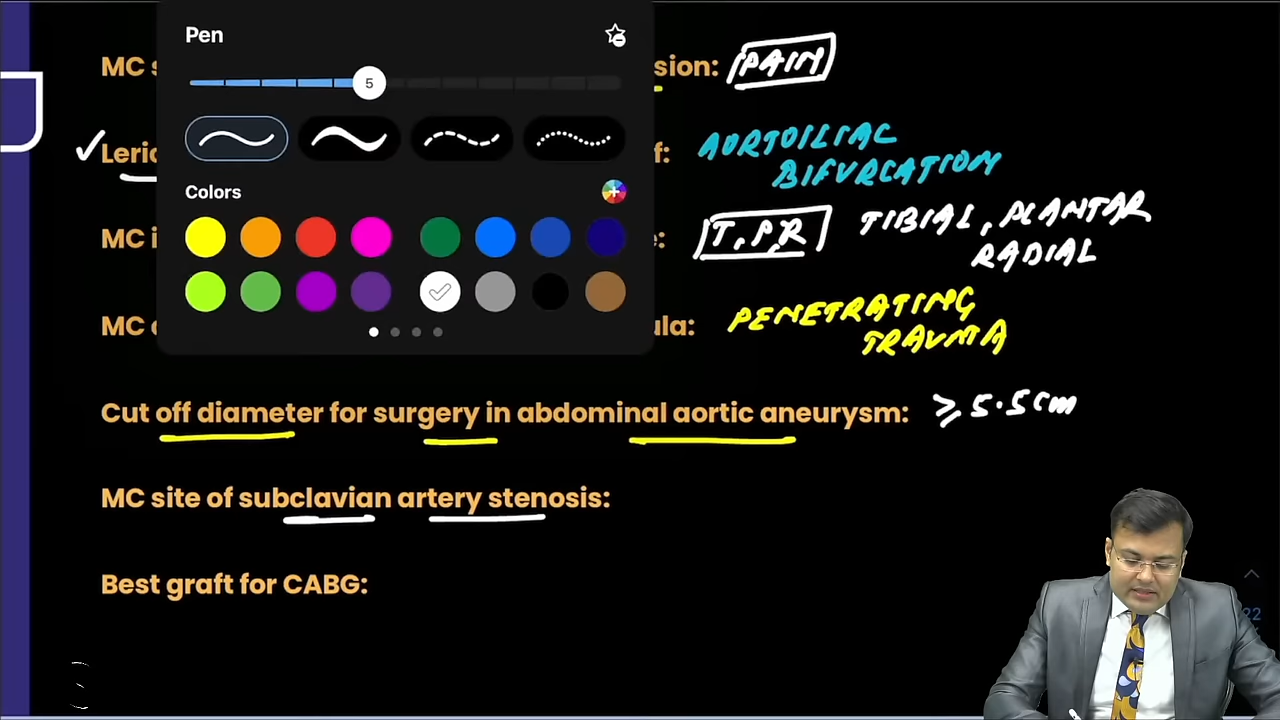 Pen
5
MC s sion: PAIN
Leric f: AORTOILIAC
BIFURCATION
Colors
MC i e: T,P,R TIBIAL, PLANTAR
RADIAL
MC ula: PENETRATING
TRAUMA
Cut off diameter for surgery in abdominal aortic aneurysm: ≥ 5.5cm
MC site of subclavian artery stenosis:
Best graft for CABG:
22